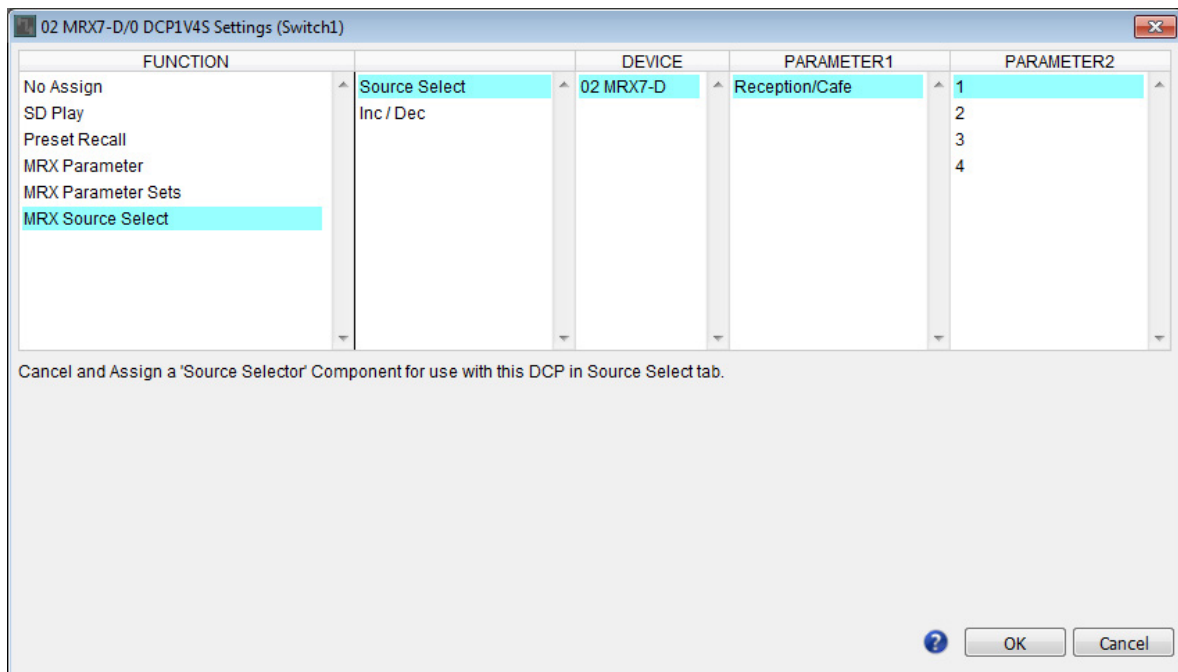 02 MRX7-D/0 DCP1V4S Settings (Switch1)
FUNCTION DEVICE PARAMETER1 PARAMETER2
No Assign Source Select 02 MRX7-D Reception/Cafe 1
SD Play Inc / Dec 2
Preset Recall 3
MRX Parameter 4
MRX Parameter Sets
MRX Source Select
Cancel and Assign a 'Source Selector' Component for use with this DCP in Source Select tab.
? OK Cancel